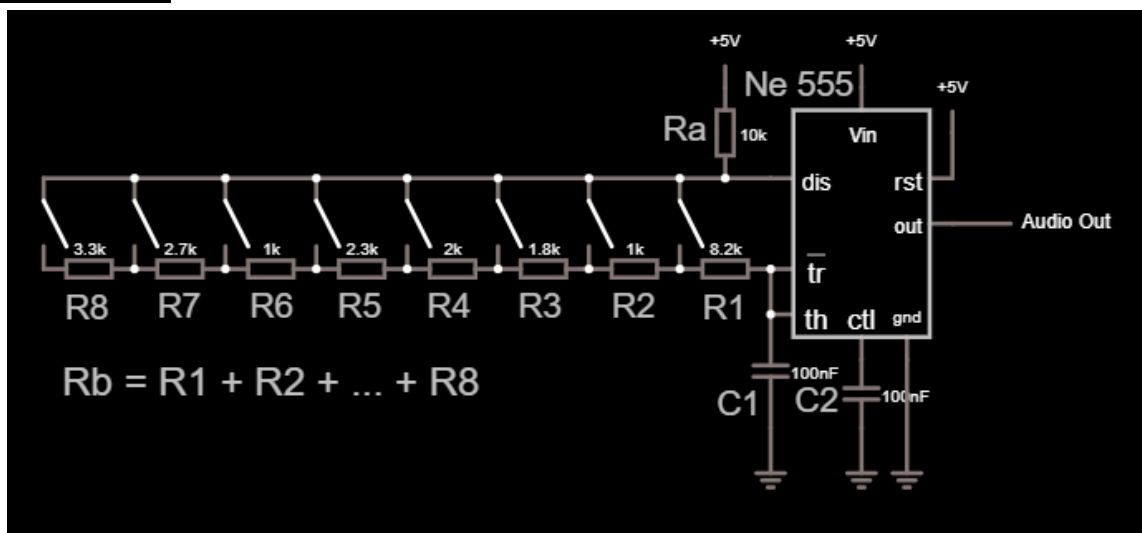 +5V
+5V
Ne 555
+5V
Ra
10k
Vin
dis
rst
out
Audio Out
3.3k
2.7k
1k
2.3k
2k
1.8k
1k
8.2k
tr
R8
R7
R6
R5
R4
R3
R2
R1
th
ctl
gnd
Rb = R1 + R2 + ... + R8
100nF
C1
C2
100nF